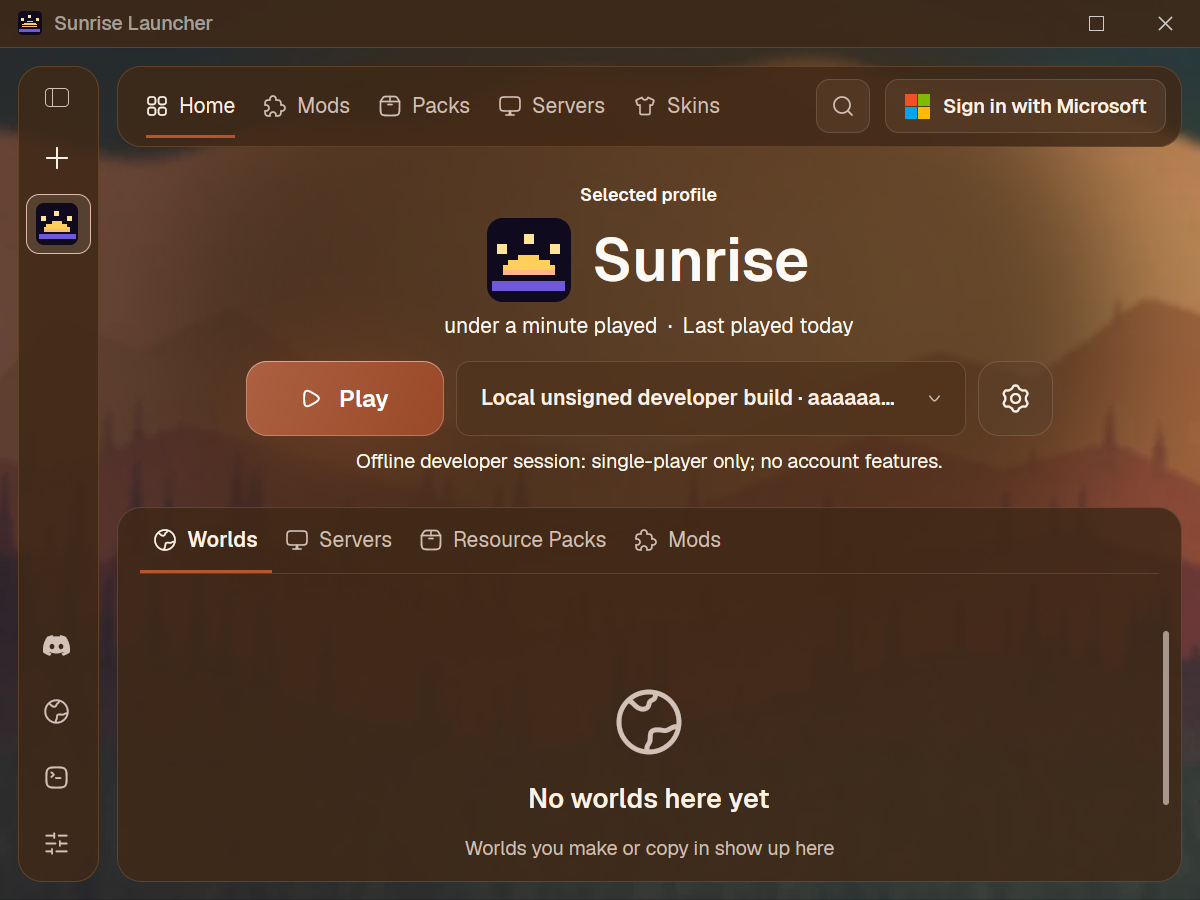 Sunrise Launcher
Home
Mods
Packs
Servers
Skins
Sign in with Microsoft
Selected profile
Sunrise
under a minute played · Last played today
Play
Local unsigned developer build · aaaaaa...
Offline developer session: single-player only; no account features.
Worlds
Servers
Resource Packs
Mods
No worlds here yet
Worlds you make or copy in show up here